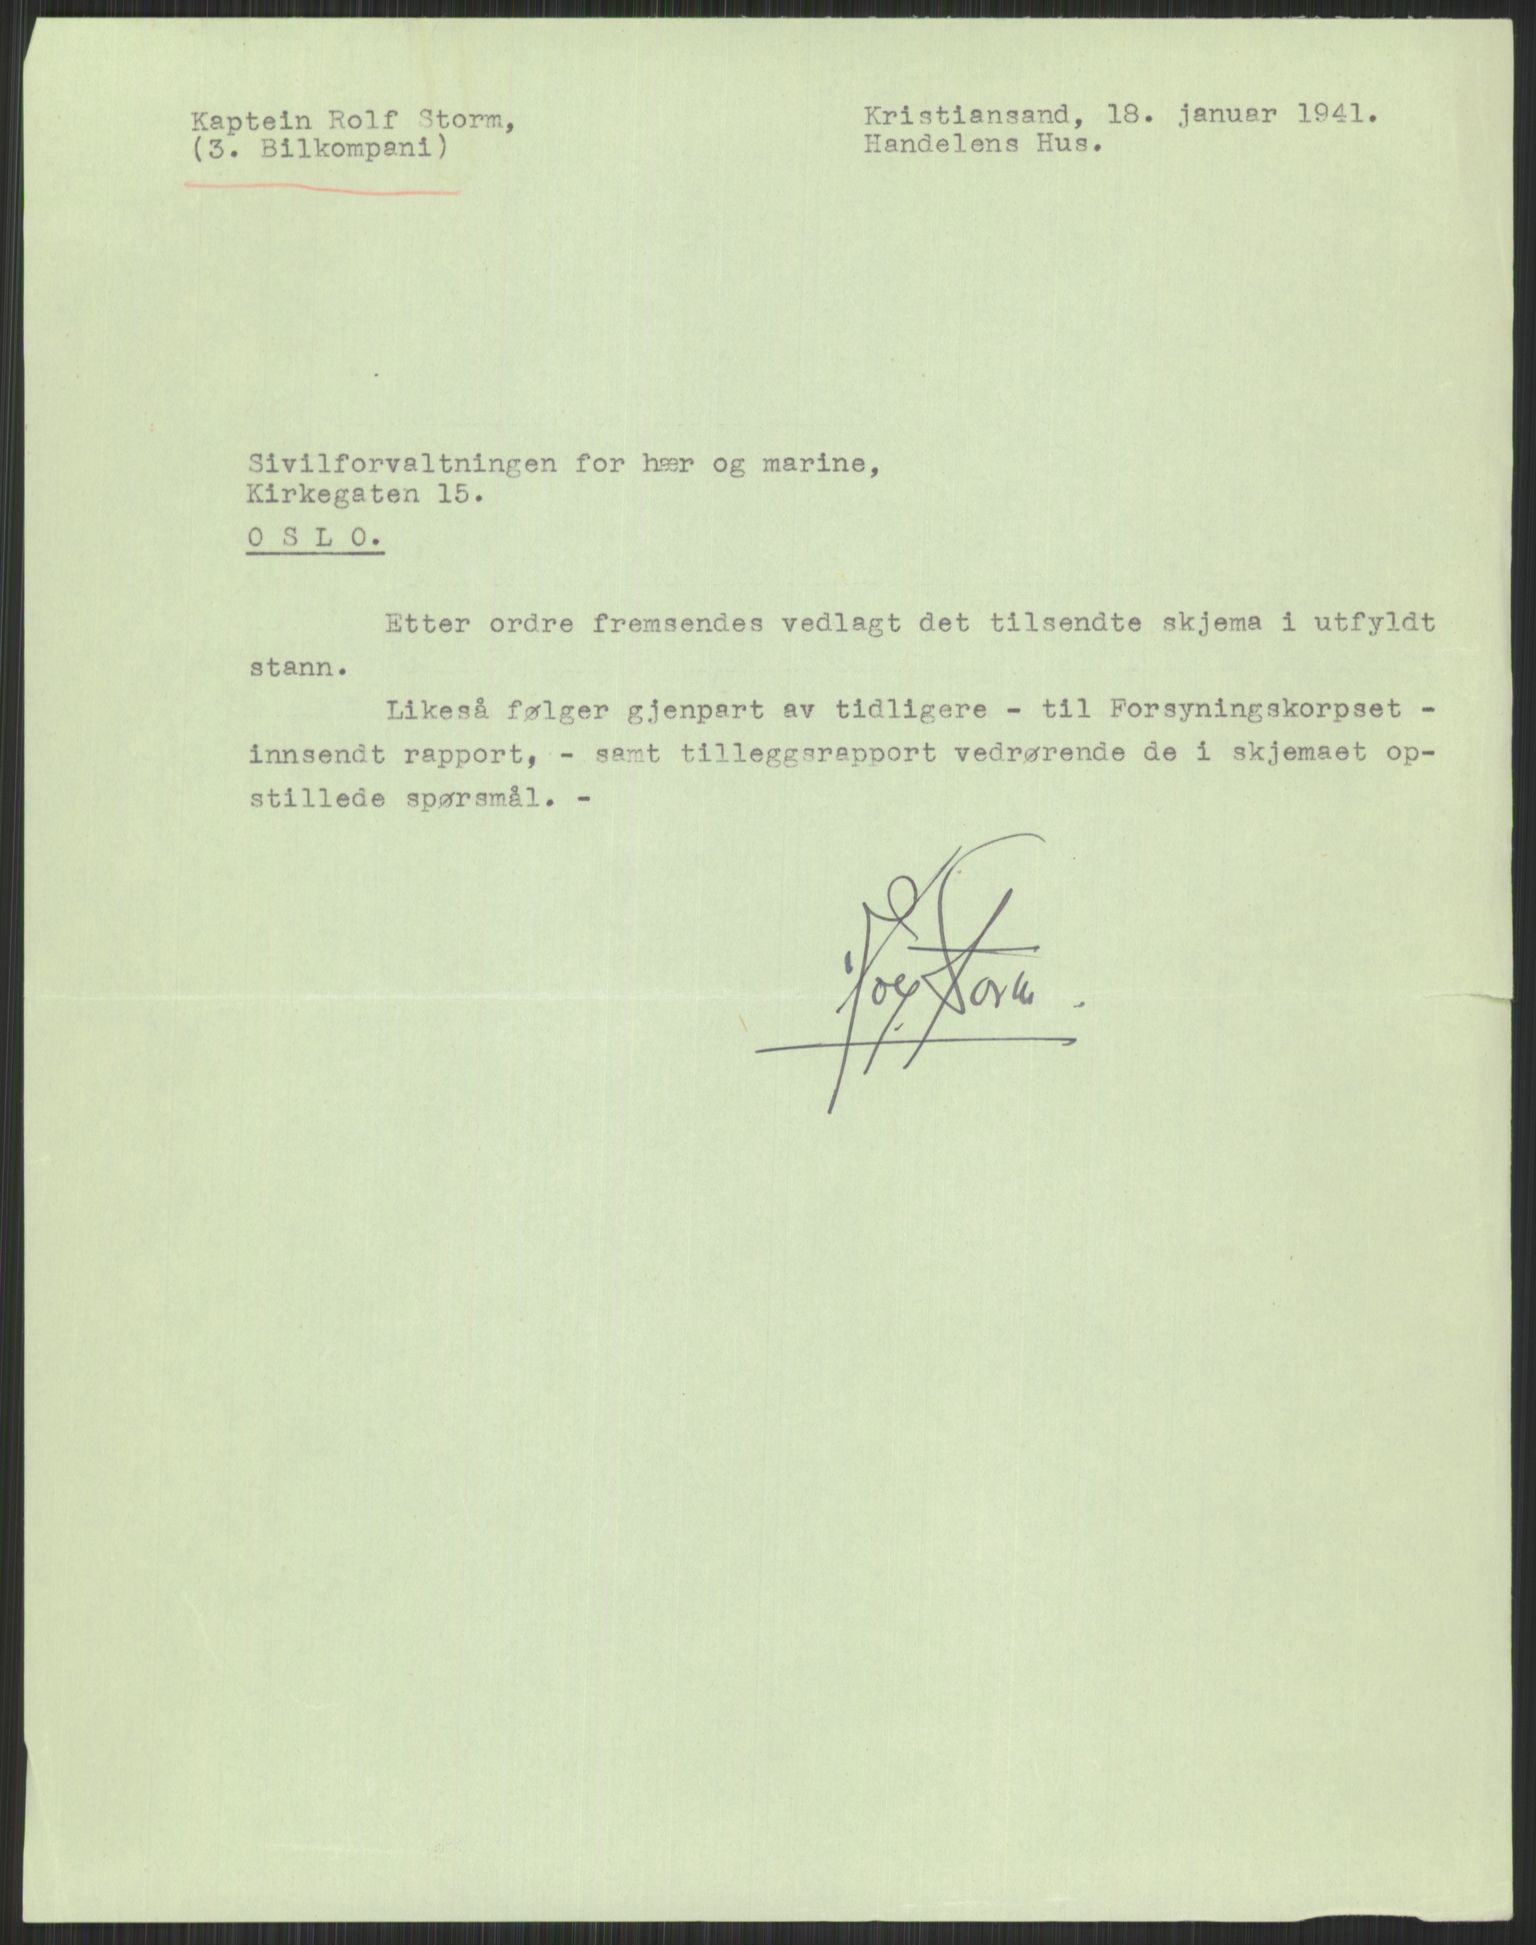 Kaptein Rolf Storm,
(3. Bilkompani)
Kristiansand, 18. januar 1941.
Handelens Hus.
Sivilforvaltningen for hær og marine,
Kirkegaten 15.
O S L O.
Etter ordre fremsendes vedlagt det tilsendte skjema i utfyldt
stann.
Likeså følger gjenpart av tidligere - til Forsyningskorpset -
innsendt rapport, - samt tilleggsrapport vedrørende de i skjemaet op-
stillede spørsmål. -
Rolf Storm.